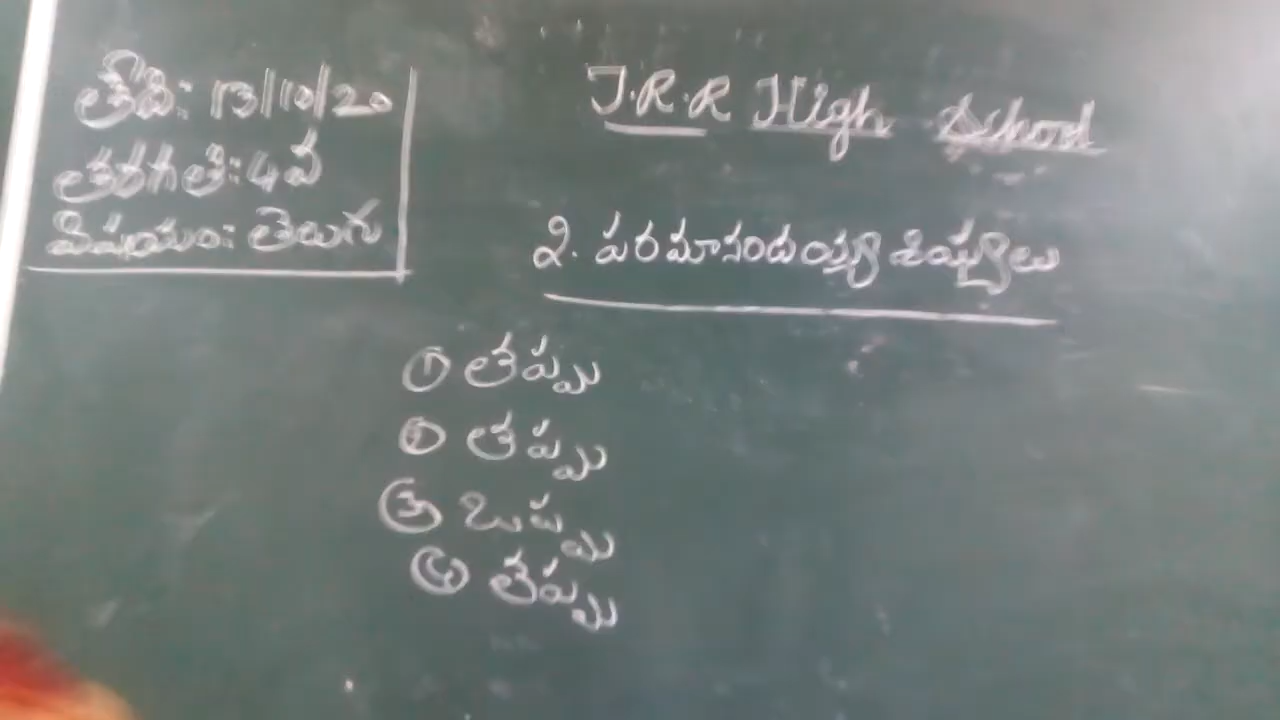 తేది: 13/10/20
తరగతి: 4వ
విషయం: తెలుగు
J.R.R High School
2. పరమానందయ్య శిష్యులు
① తప్పు
② తప్పు
③ ఒప్పు
④ తప్పు